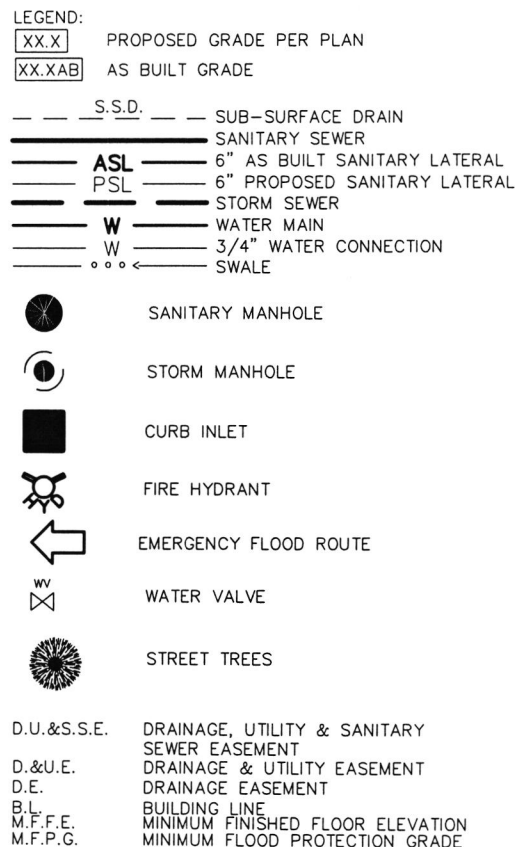 LEGEND:
XX.X PROPOSED GRADE PER PLAN
XX.XAB AS BUILT GRADE
S.S.D. SUB-SURFACE DRAIN
SANITARY SEWER
ASL 6" AS BUILT SANITARY LATERAL
PSL 6" PROPOSED SANITARY LATERAL
STORM SEWER
W WATER MAIN
W 3/4" WATER CONNECTION
SWALE
SANITARY MANHOLE
STORM MANHOLE
CURB INLET
FIRE HYDRANT
EMERGENCY FLOOD ROUTE
WV
WATER VALVE
STREET TREES
D.U.&S.S.E. DRAINAGE, UTILITY & SANITARY
SEWER EASEMENT
D.&U.E. DRAINAGE & UTILITY EASEMENT
D.E. DRAINAGE EASEMENT
B.L. BUILDING LINE
M.F.F.E. MINIMUM FINISHED FLOOR ELEVATION
M.F.P.G. MINIMUM FLOOD PROTECTION GRADE